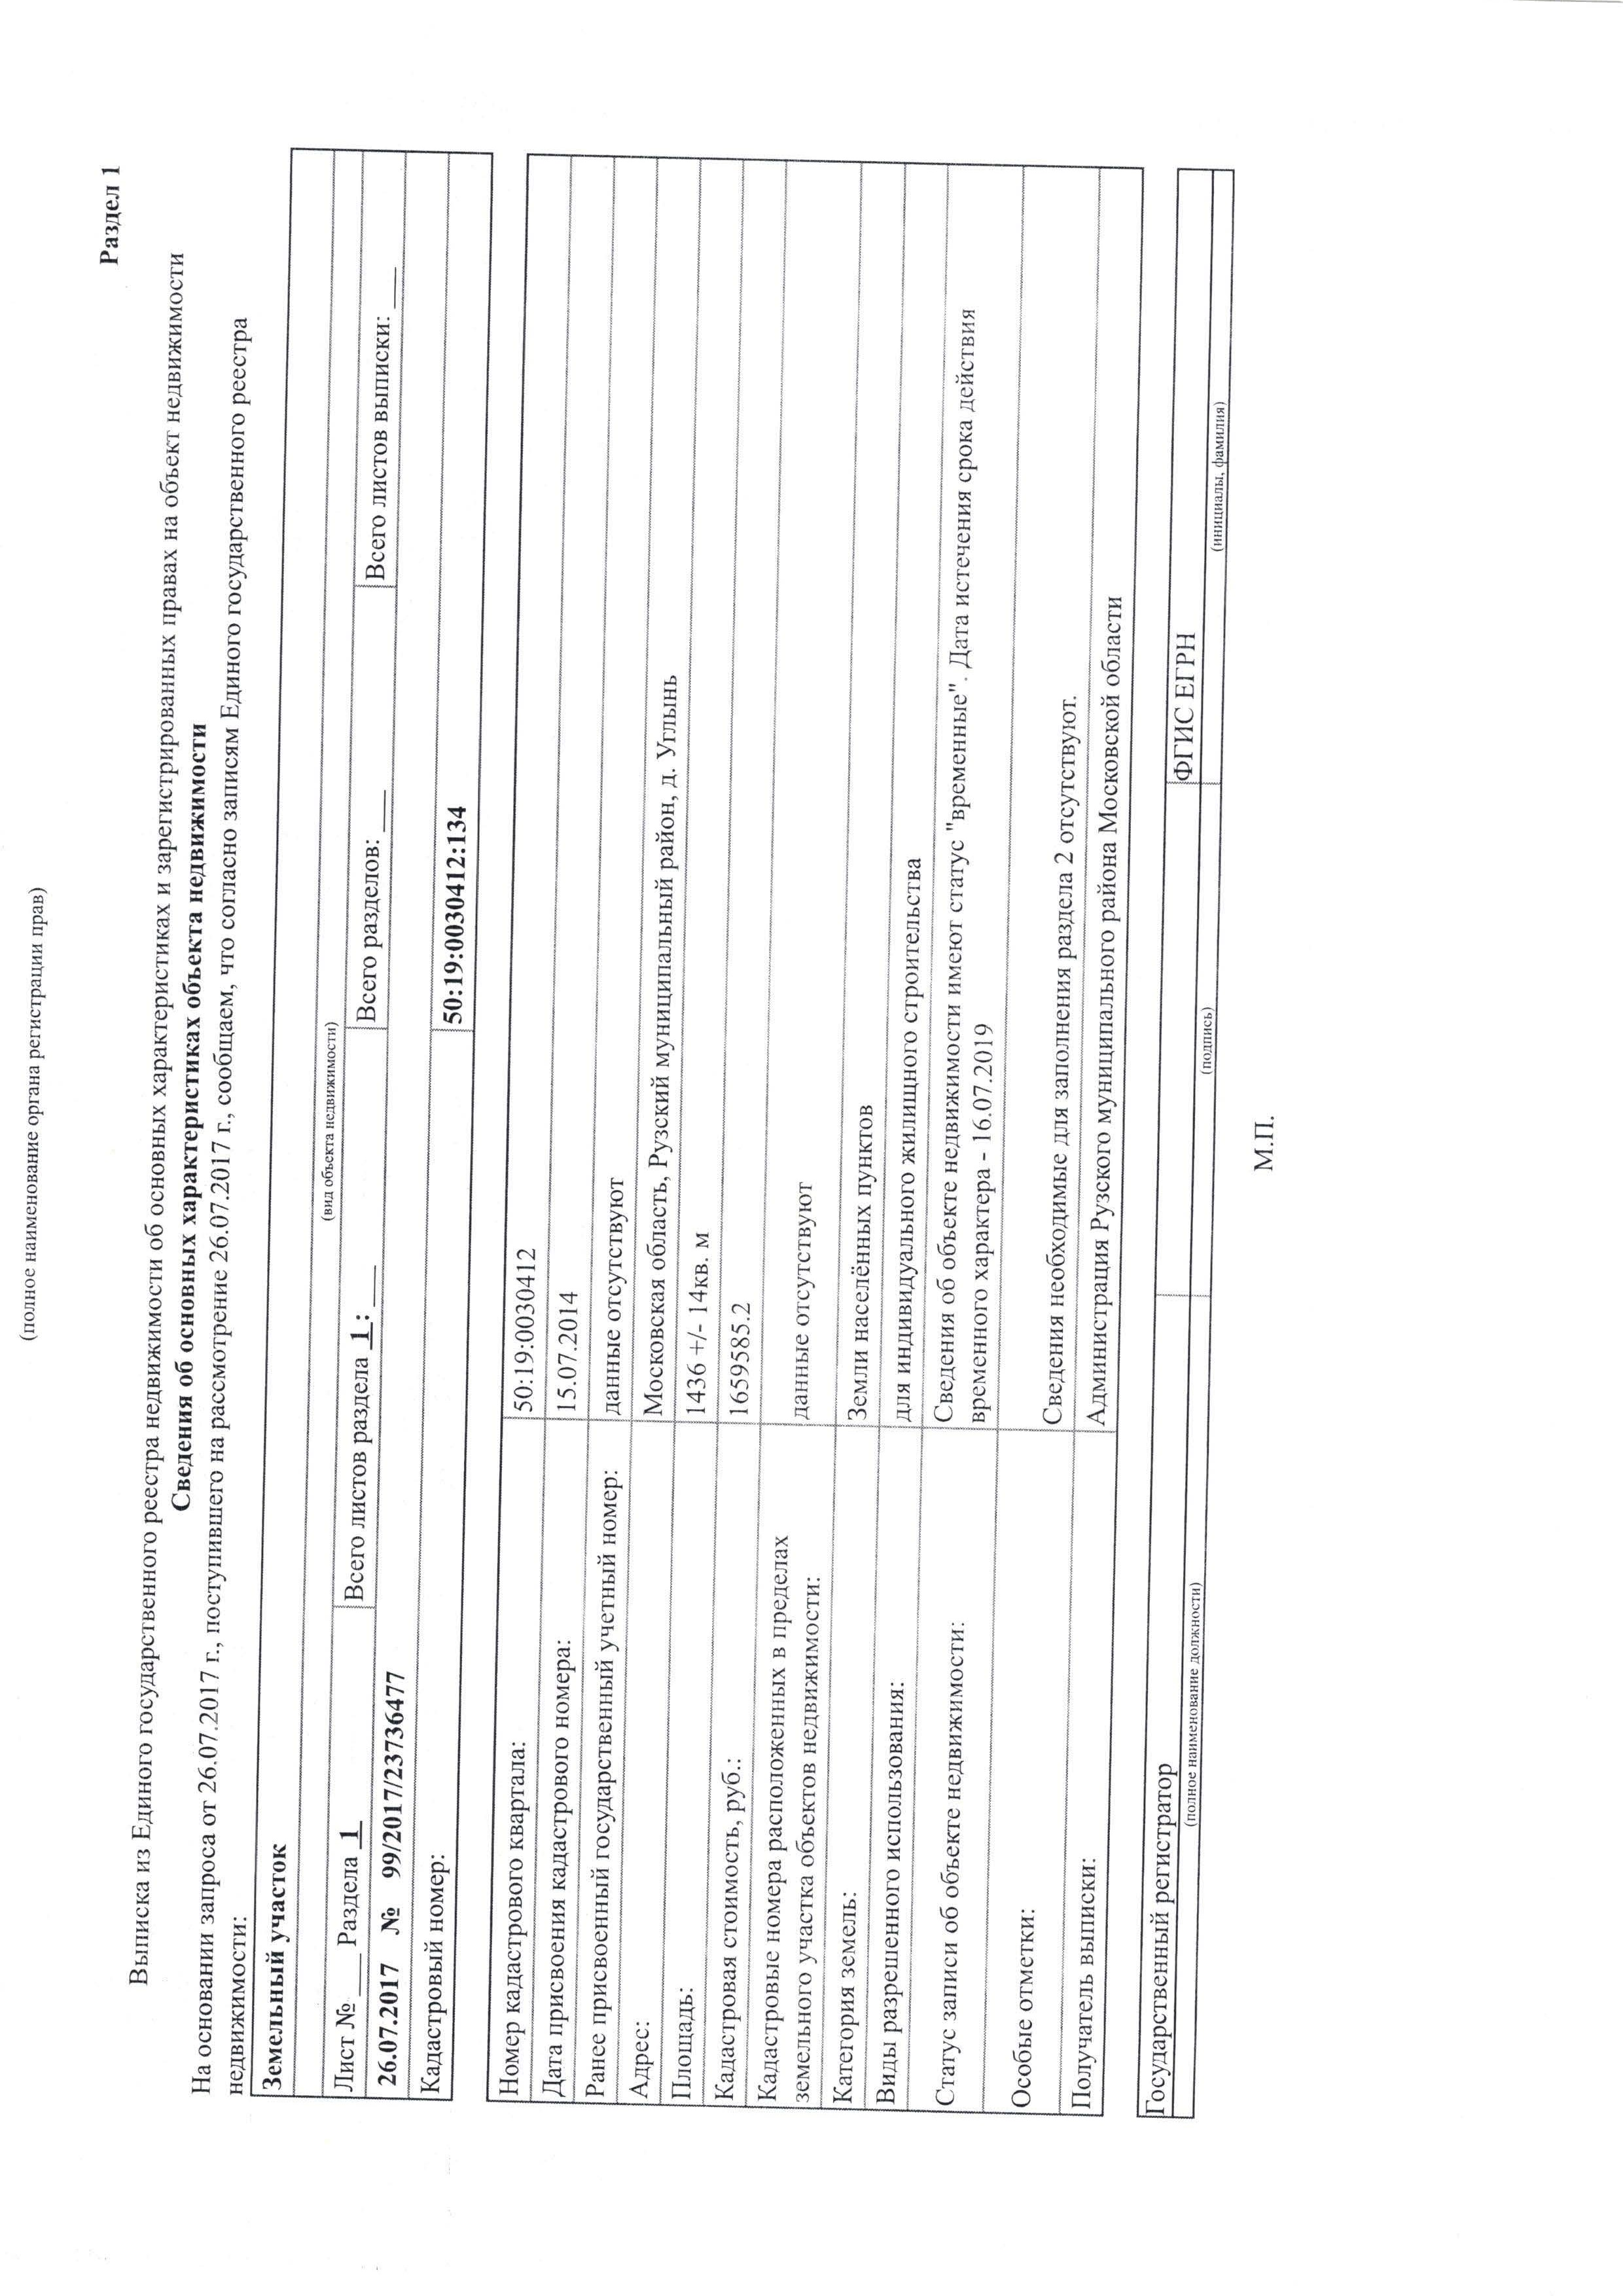 (полное наименование органа регистрации прав)
Раздел 1
Выписка из Единого государственного реестра недвижимости об основных характеристиках и зарегистрированных правах на объект недвижимости
Сведения об основных характеристиках объекта недвижимости
На основании запроса от 26.07.2017 г., поступившего на рассмотрение 26.07.2017 г., сообщаем, что согласно записям Единого государственного реестра
недвижимости:
Земельный участок
(вид объекта недвижимости)
Лист № ___ Раздела 1 Всего листов раздела 1 : ___ Всего разделов: ___ Всего листов выписки: ___
26.07.2017 № 99/2017/23736477
Кадастровый номер: 50:19:0030412:134
Номер кадастрового квартала: 50:19:0030412
Дата присвоения кадастрового номера: 15.07.2014
Ранее присвоенный государственный учетный номер: данные отсутствуют
Адрес: Московская область, Рузский муниципальный район, д. Углынь
Площадь: 1436 +/- 14кв. м
Кадастровая стоимость, руб.: 1659585.2
Кадастровые номера расположенных в пределах
земельного участка объектов недвижимости: данные отсутствуют
Категория земель: Земли населённых пунктов
Виды разрешенного использования: для индивидуального жилищного строительства
Статус записи об объекте недвижимости: Сведения об объекте недвижимости имеют статус "временные". Дата истечения срока действия
временного характера - 16.07.2019
Особые отметки: Сведения необходимые для заполнения раздела 2 отсутствуют.
Получатель выписки: Администрация Рузского муниципального района Московской области
Государственный регистратор ФГИС ЕГРН
(полное наименование должности) (подпись) (инициалы, фамилия)
М.П.